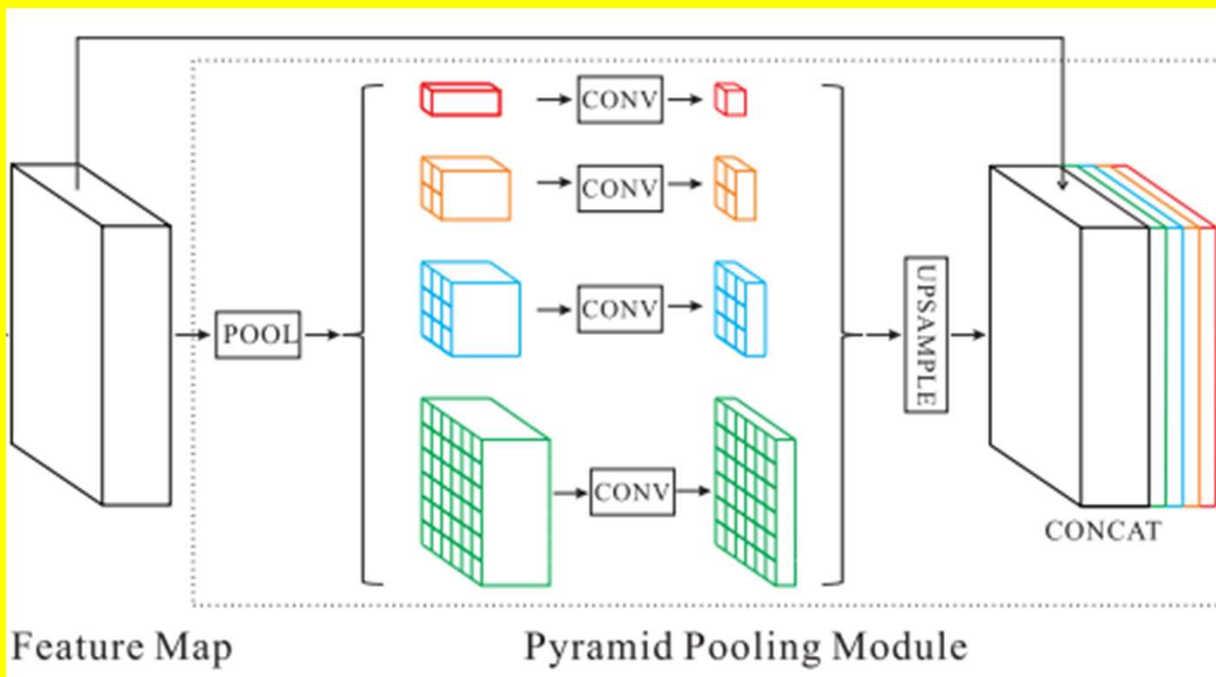 CONV
CONV
CONV
CONV
POOL
UPSAMPLE
CONCAT
Feature Map
Pyramid Pooling Module